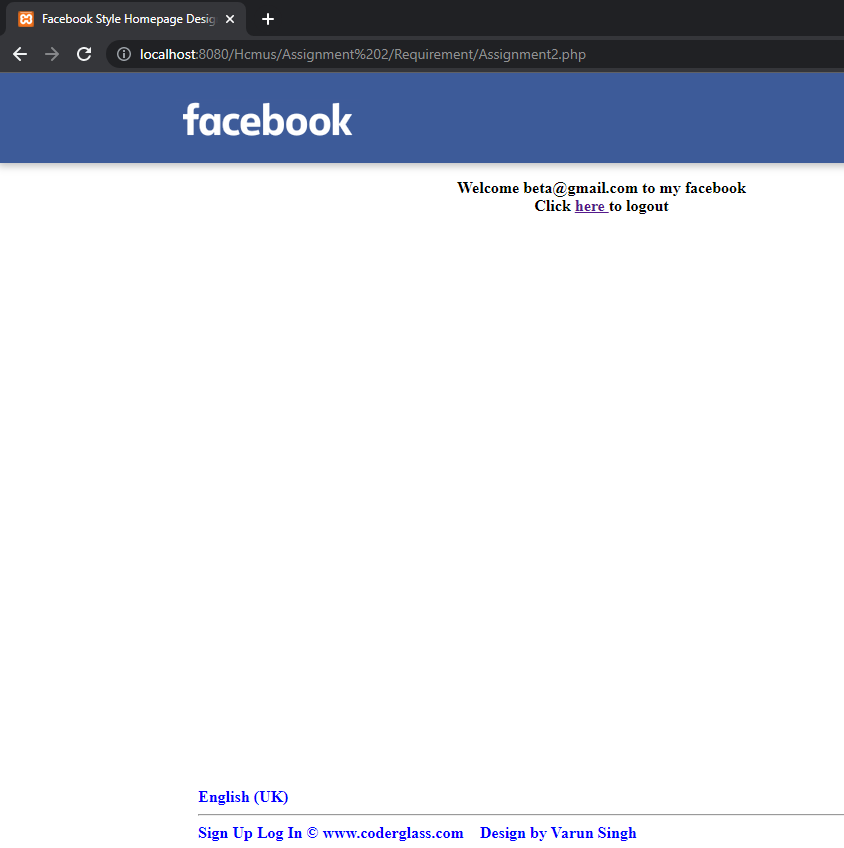 Facebook Style Homepage Desig
localhost:8080/Hcmus/Assignment%202/Requirement/Assignment2.php
facebook
Welcome beta@gmail.com to my facebook
Click here to logout
English (UK)
Sign Up Log In © www.coderglass.com Design by Varun Singh